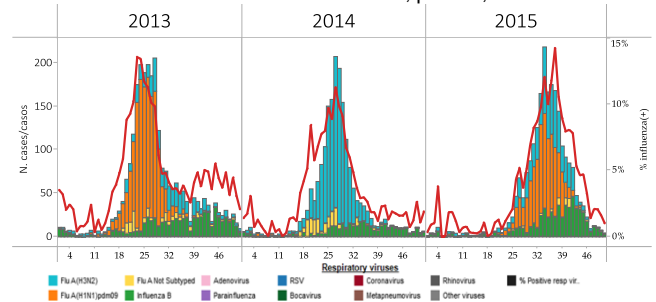 2013 2014 2015
N. cases/casos
200
150
100
50
0
15%
10%
5%
0%
% influenza(+)
4 11 18 25 32 39 46 4 11 18 25 32 39 46 4 11 18 25 32 39 46
Respiratory viruses
Flu A(H3N2) Flu A Not Subtyped Adenovirus RSV Coronavirus Rhinovirus % Positive resp vir..
Flu A(H1N1)pdm09 Influenza B Parainfluenza Bocavirus Metapneumovirus Other viruses